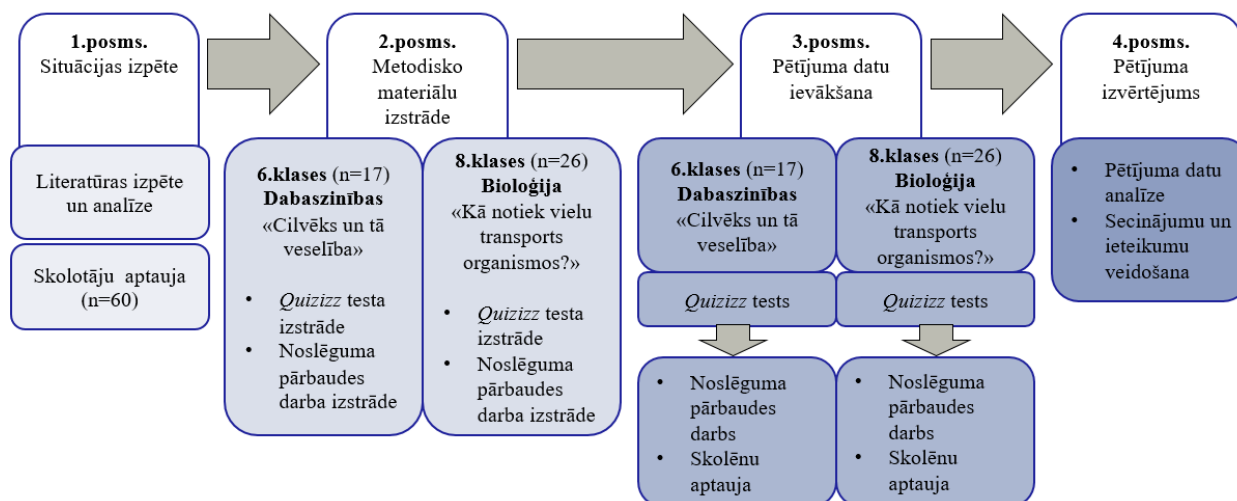 1.posms.
Situācijas izpēte
Literatūras izpēte
un analīze
Skolotāju aptauja
(n=60)
2.posms.
Metodisko
materiālu
izstrāde
6.klases (n=17)
Dabaszinības
«Cilvēks un tā
veselība»
• Quizizz testa
izstrāde
• Noslēguma
pārbaudes
darba izstrāde
8.klases (n=26)
Bioloģija
«Kā notiek vielu
transports
organismos?»
• Quizizz testa
izstrāde
• Noslēguma
pārbaudes
darba izstrāde
3.posms.
Pētījuma datu
ievākšana
6.klases (n=17)
Dabaszinības
«Cilvēks un tā
veselība»
Quizizz tests
• Noslēguma
pārbaudes
darbs
• Skolēnu
aptauja
8.klases (n=26)
Bioloģija
«Kā notiek vielu
transports
organismos?»
Quizizz tests
• Noslēguma
pārbaudes
darbs
• Skolēnu
aptauja
4.posms.
Pētījuma
izvērtējums
• Pētījuma datu
analīze
• Secinājumu un
ieteikumu
veidošana